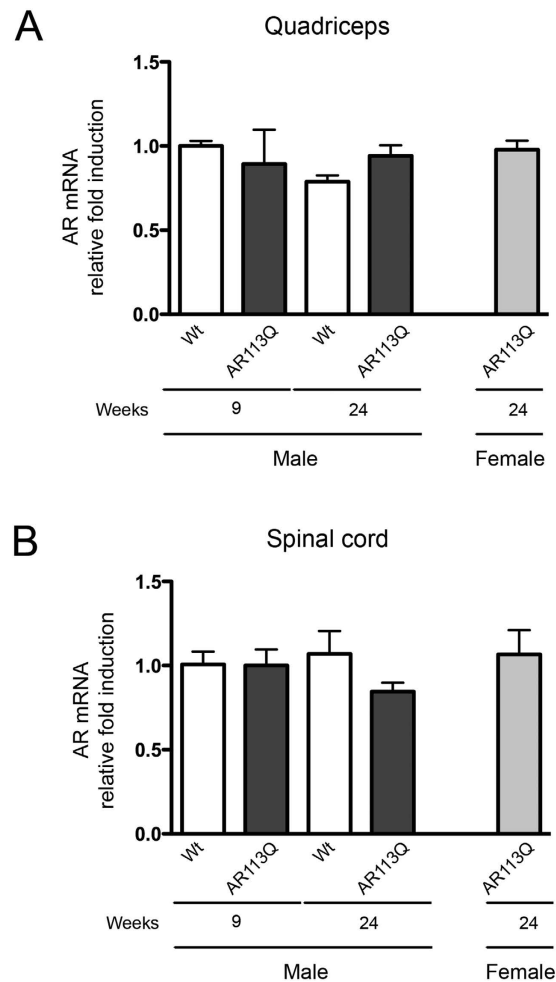 A
Quadriceps
AR mRNA
relative fold induction
1.5
1.0
0.5
0.0
Wt
AR113Q
Wt
AR113Q
AR113Q
Weeks 9 24 24
Male Female
B
Spinal cord
AR mRNA
relative fold induction
1.5
1.0
0.5
0.0
Wt
AR113Q
Wt
AR113Q
AR113Q
Weeks 9 24 24
Male Female